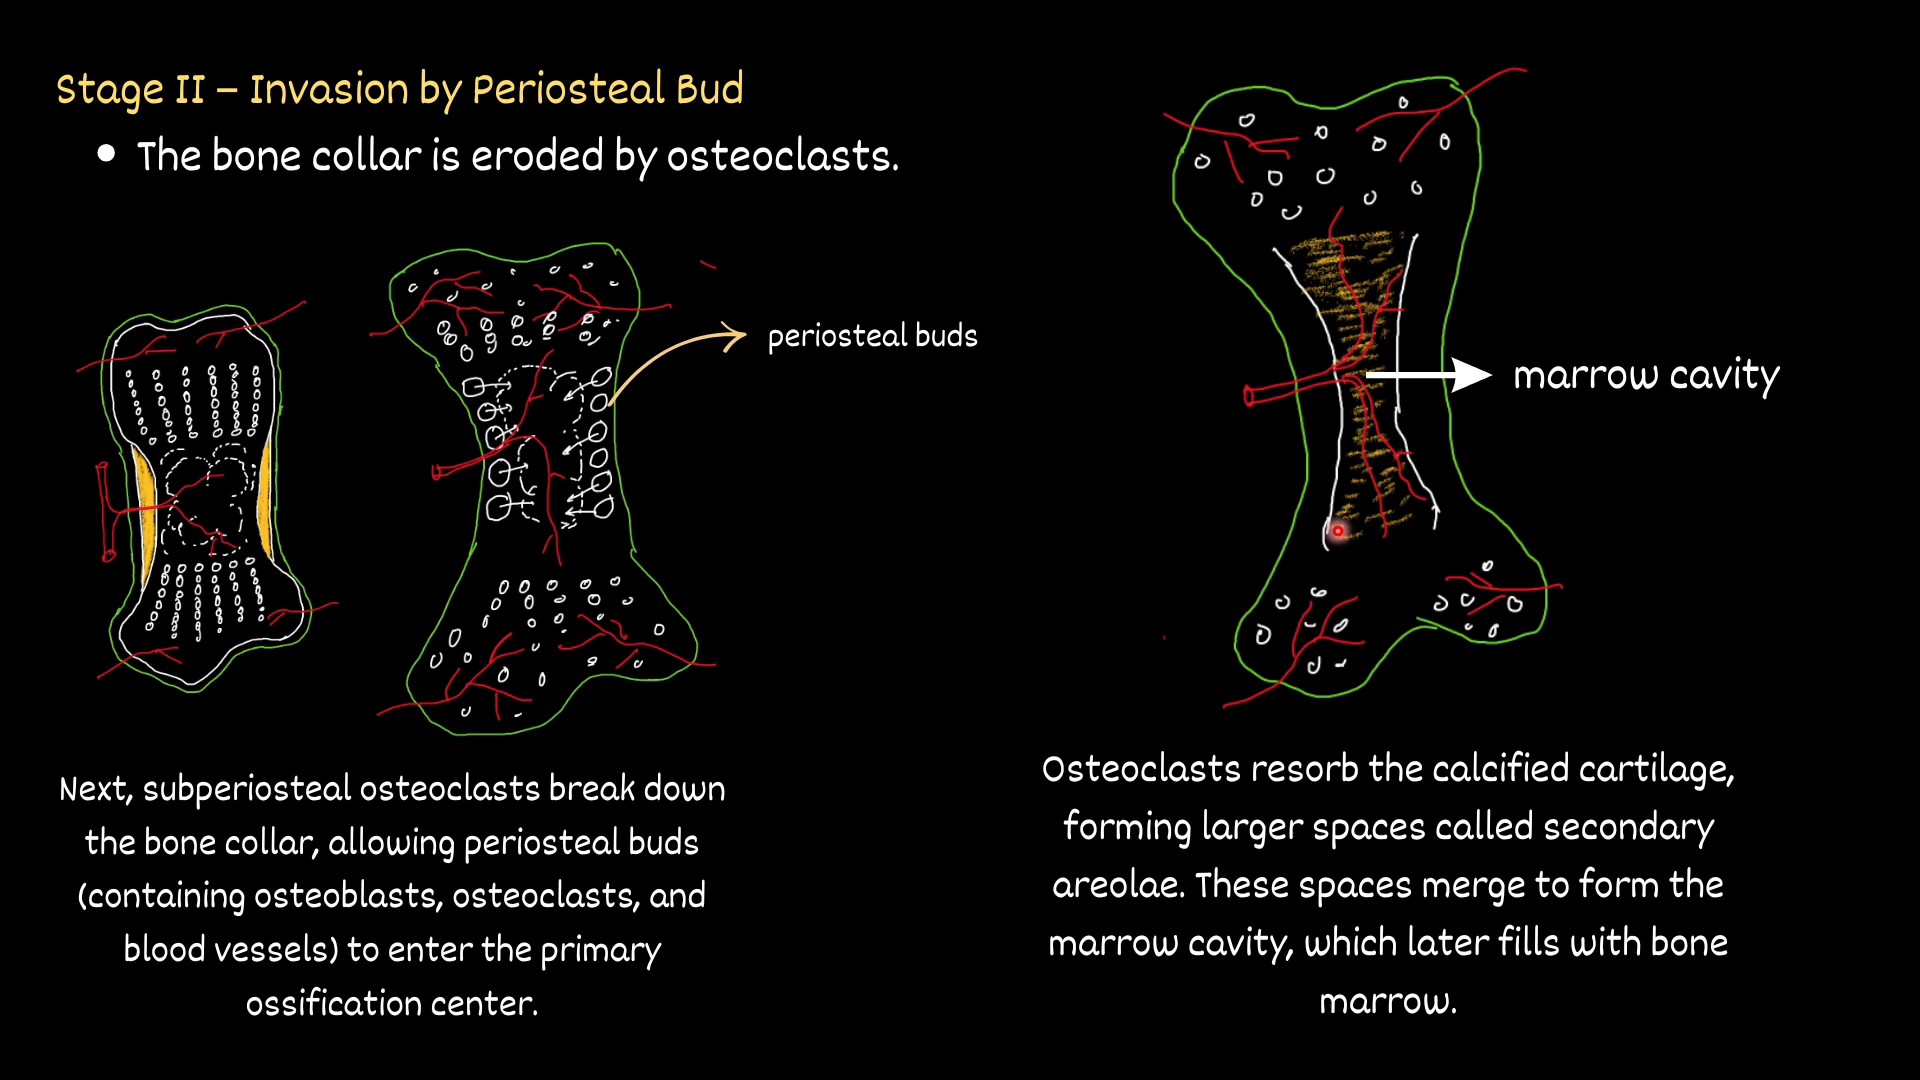 Stage II – Invasion by Periosteal Bud
• The bone collar is eroded by osteoclasts.
periosteal buds
marrow cavity
Next, subperiosteal osteoclasts break down
the bone collar, allowing periosteal buds
(containing osteoblasts, osteoclasts, and
blood vessels) to enter the primary
ossification center.
Osteoclasts resorb the calcified cartilage,
forming larger spaces called secondary
areolae. These spaces merge to form the
marrow cavity, which later fills with bone
marrow.